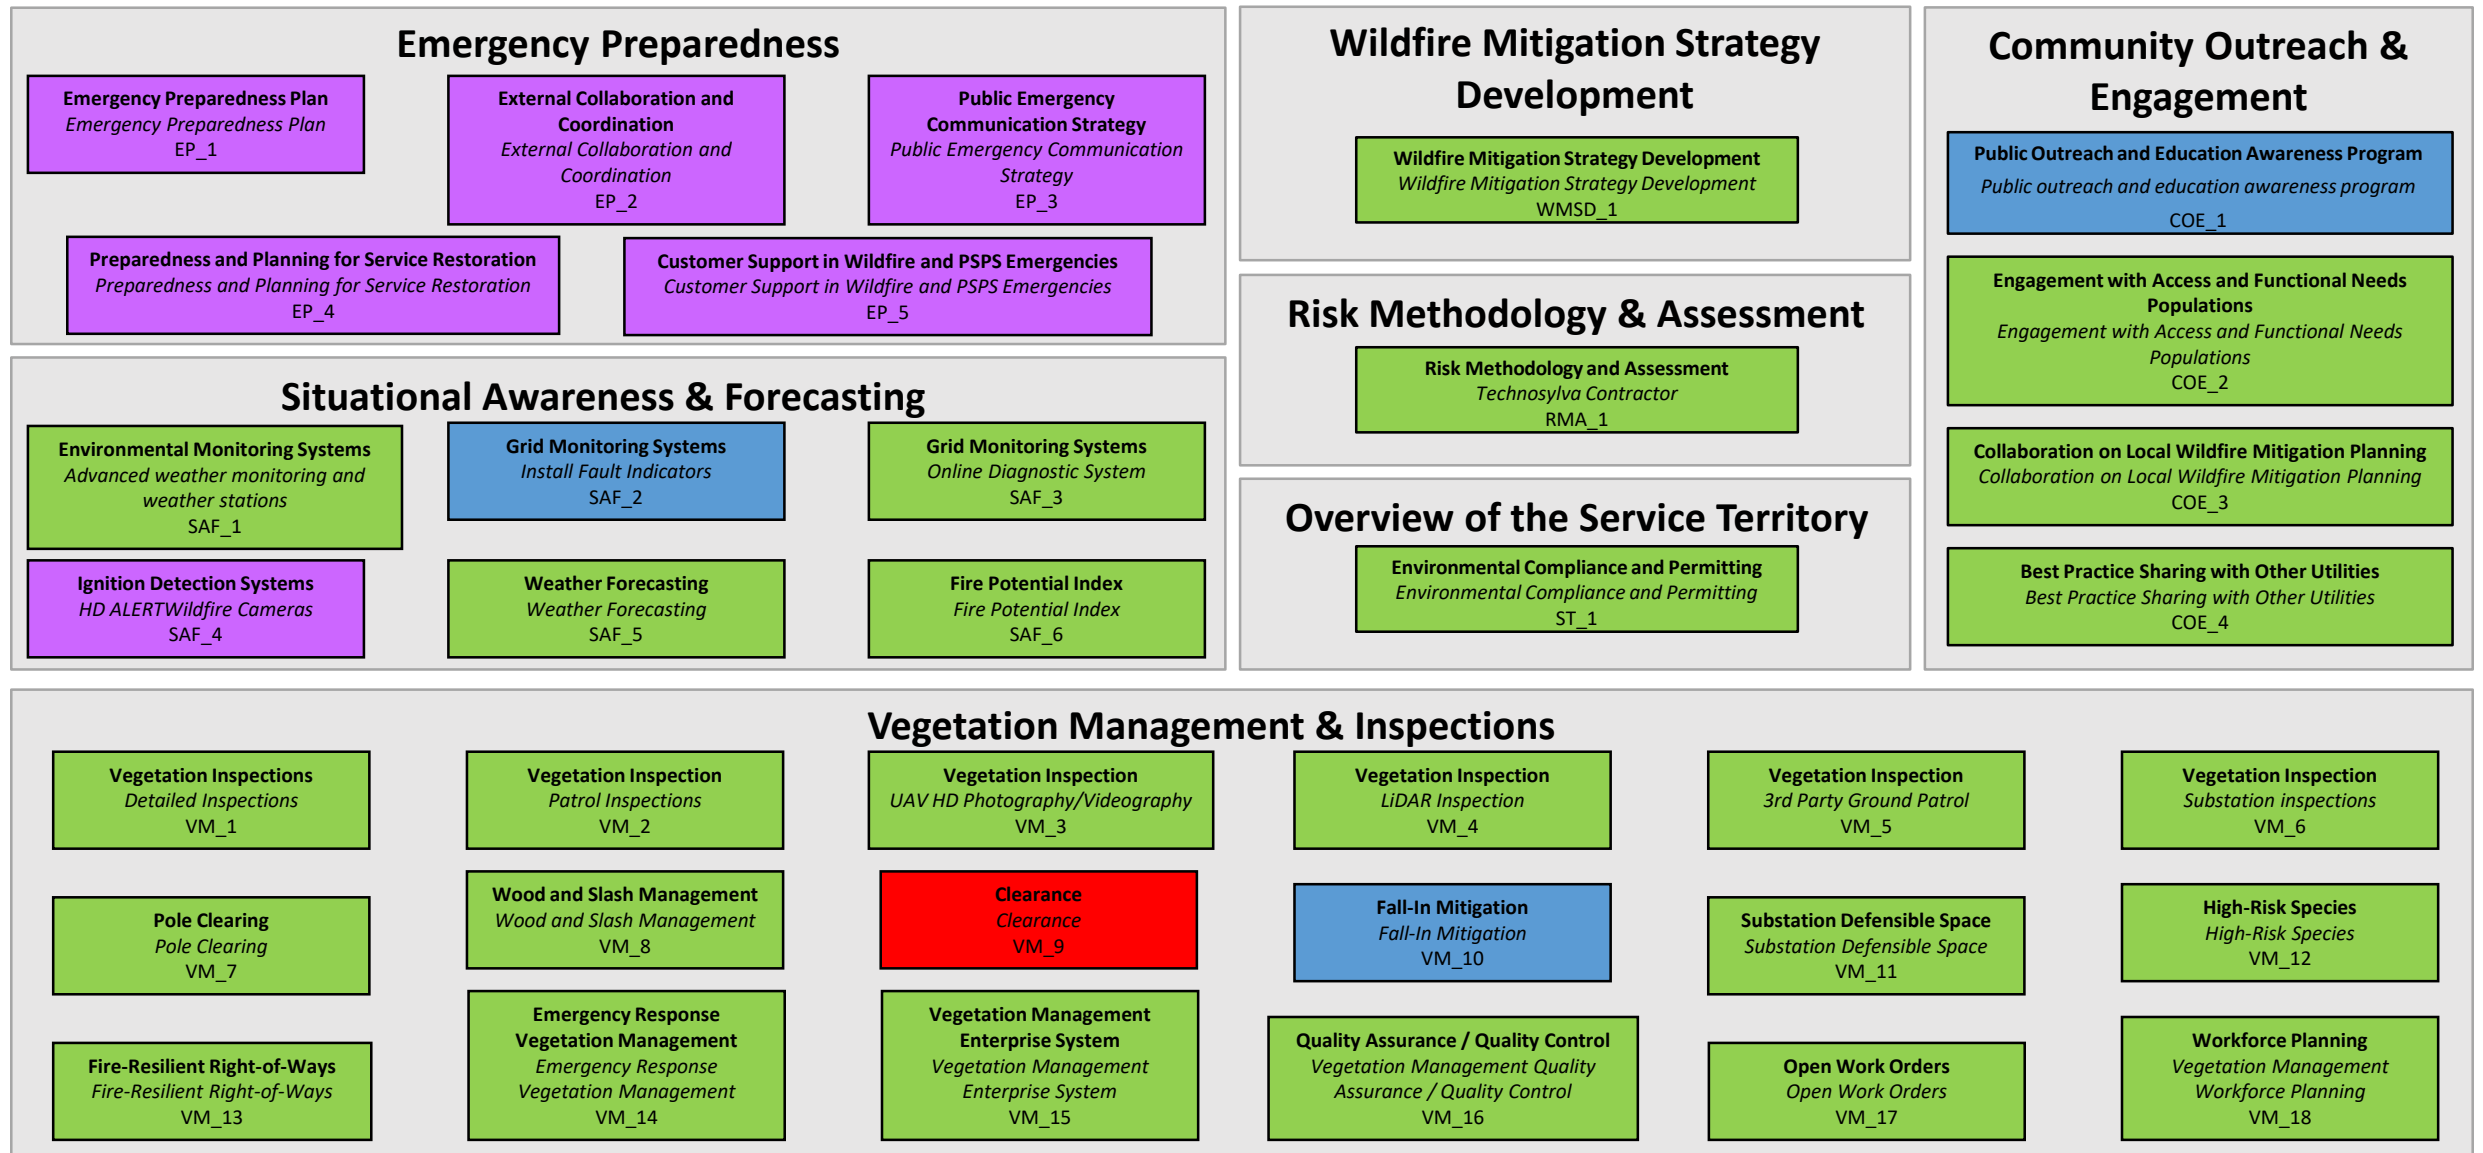 Emergency Preparedness
Emergency Preparedness Plan
Emergency Preparedness Plan
EP_1
External Collaboration and
Coordination
External Collaboration and
Coordination
EP_2
Public Emergency
Communication Strategy
Public Emergency Communication
Strategy
EP_3
Preparedness and Planning for Service Restoration
Preparedness and Planning for Service Restoration
EP_4
Customer Support in Wildfire and PSPS Emergencies
Customer Support in Wildfire and PSPS Emergencies
EP_5
Situational Awareness & Forecasting
Environmental Monitoring Systems
Advanced weather monitoring and
weather stations
SAF_1
Grid Monitoring Systems
Install Fault Indicators
SAF_2
Grid Monitoring Systems
Online Diagnostic System
SAF_3
Ignition Detection Systems
HD ALERTWildfire Cameras
SAF_4
Weather Forecasting
Weather Forecasting
SAF_5
Fire Potential Index
Fire Potential Index
SAF_6
Wildfire Mitigation Strategy
Development
Wildfire Mitigation Strategy Development
Wildfire Mitigation Strategy Development
WMSD_1
Risk Methodology & Assessment
Risk Methodology and Assessment
Technosylva Contractor
RMA_1
Overview of the Service Territory
Environmental Compliance and Permitting
Environmental Compliance and Permitting
ST_1
Community Outreach &
Engagement
Public Outreach and Education Awareness Program
Public outreach and education awareness program
COE_1
Engagement with Access and Functional Needs
Populations
Engagement with Access and Functional Needs
Populations
COE_2
Collaboration on Local Wildfire Mitigation Planning
Collaboration on Local Wildfire Mitigation Planning
COE_3
Best Practice Sharing with Other Utilities
Best Practice Sharing with Other Utilities
COE_4
Vegetation Management & Inspections
Vegetation Inspections
Detailed Inspections
VM_1
Vegetation Inspection
Patrol Inspections
VM_2
Vegetation Inspection
UAV HD Photography/Videography
VM_3
Vegetation Inspection
LiDAR Inspection
VM_4
Vegetation Inspection
3rd Party Ground Patrol
VM_5
Vegetation Inspection
Substation inspections
VM_6
Pole Clearing
Pole Clearing
VM_7
Wood and Slash Management
Wood and Slash Management
VM_8
Clearance
Clearance
VM_9
Fall-In Mitigation
Fall-In Mitigation
VM_10
Substation Defensible Space
Substation Defensible Space
VM_11
High-Risk Species
High-Risk Species
VM_12
Fire-Resilient Right-of-Ways
Fire-Resilient Right-of-Ways
VM_13
Emergency Response
Vegetation Management
Emergency Response
Vegetation Management
VM_14
Vegetation Management
Enterprise System
Vegetation Management
Enterprise System
VM_15
Quality Assurance / Quality Control
Vegetation Management Quality
Assurance / Quality Control
VM_16
Open Work Orders
Open Work Orders
VM_17
Workforce Planning
Vegetation Management
Workforce Planning
VM_18